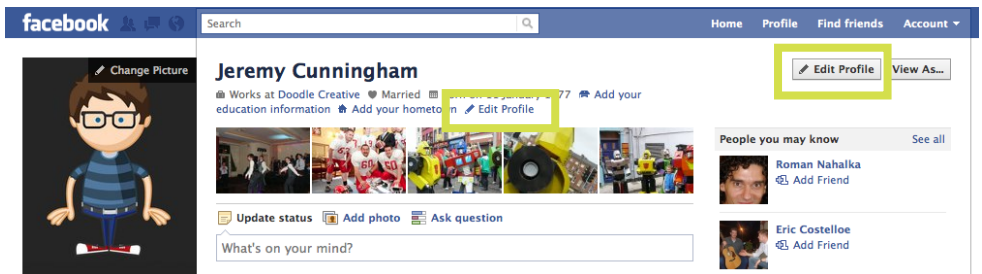 facebook
Search
Home Profile Find friends Account
Change Picture
Jeremy Cunningham
Edit Profile
View As...
Works at Doodle Creative Married 77 Add your
education information Add your hometown Edit Profile
People you may know See all
60
Roman Nahalka
Add Friend
Update status Add photo Ask question
What's on your mind?
Eric Costelloe
Add Friend